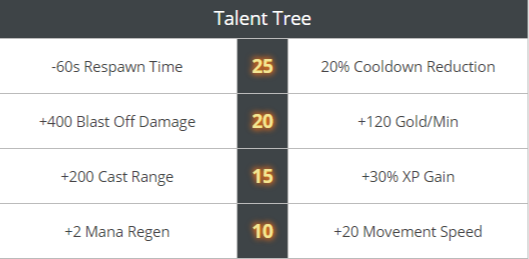 Talent Tree
-60s Respawn Time 25 20% Cooldown Reduction
+400 Blast Off Damage 20 +120 Gold/Min
+200 Cast Range 15 +30% XP Gain
+2 Mana Regen 10 +20 Movement Speed